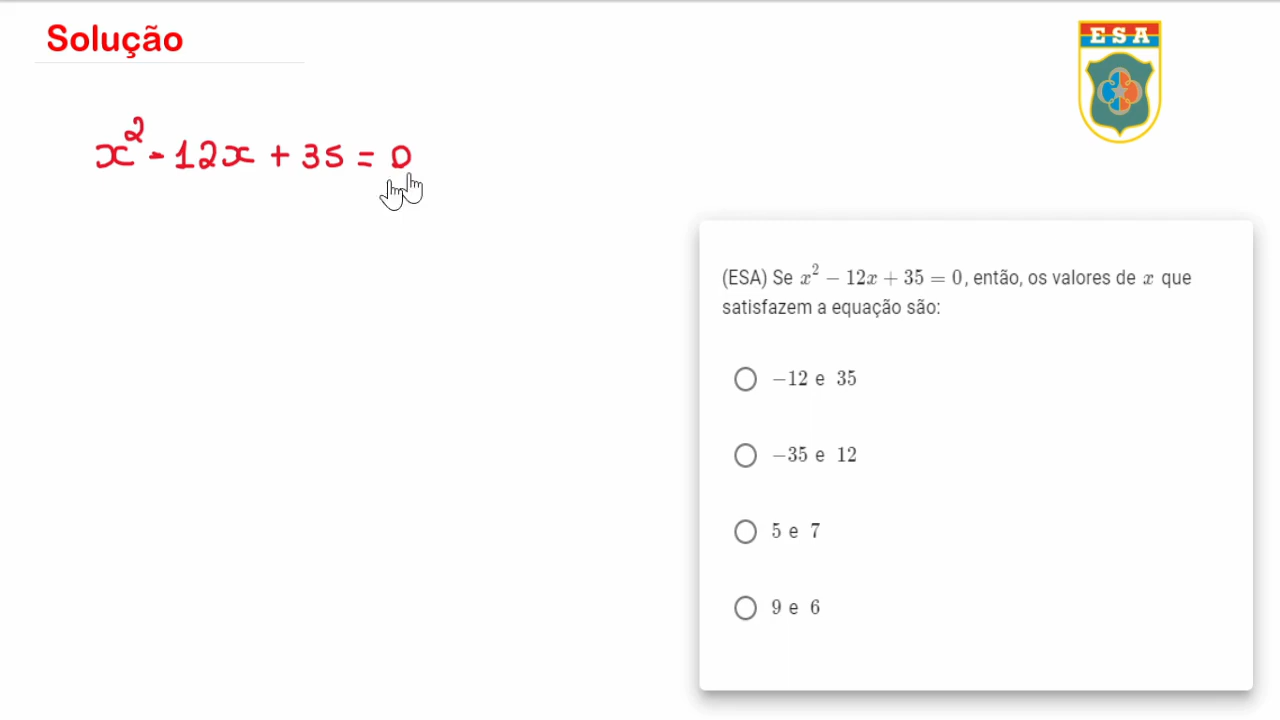 Solução
ESA
x² - 12x + 35 = 0
(ESA) Se x² − 12x + 35 = 0, então, os valores de x que
satisfazem a equação são:
−12 e 35
−35 e 12
5 e 7
9 e 6